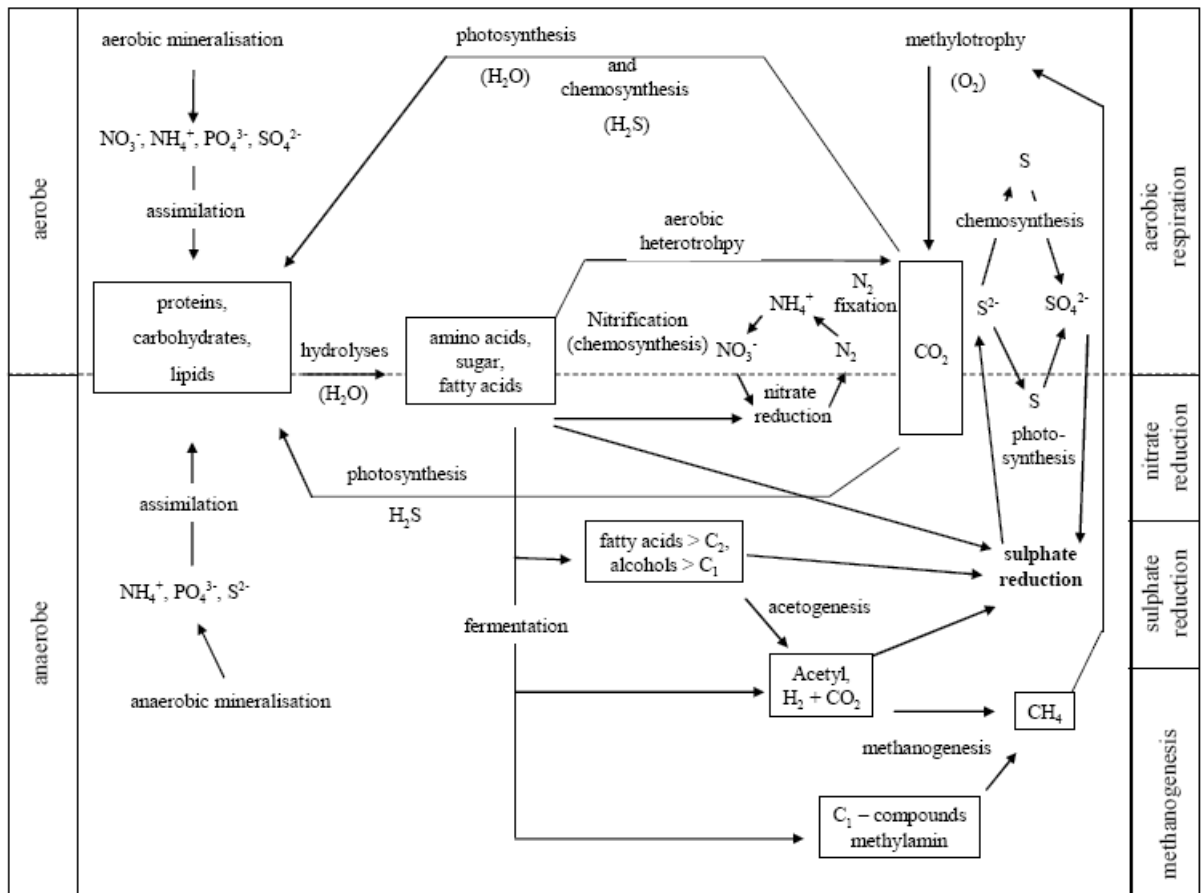 aerobic mineralisation
NO₃⁻, NH₄⁺, PO₄³⁻, SO₄²⁻
assimilation
proteins,
carbohydrates,
lipids
hydrolyses
(H₂O)
amino acids,
sugar,
fatty acids
photosynthesis
(H₂O)
and
chemosynthesis
(H₂S)
aerobic
heterotrohpy
Nitrification
(chemosynthesis)
NH₄⁺
NO₃⁻
N₂
N₂
fixation
nitrate
reduction
CO₂
methylotrophy
(O₂)
S
chemosynthesis
S²⁻
SO₄²⁻
S
photo-
synthesis
photosynthesis
H₂S
assimilation
NH₄⁺, PO₄³⁻, S²⁻
anaerobic mineralisation
fermentation
fatty acids > C₂,
alcohols > C₁
acetogenesis
sulphate
reduction
Acetyl,
H₂ + CO₂
methanogenesis
CH₄
C₁ – compounds
methylamin
aerobe
anaerobe
aerobic
respiration
nitrate
reduction
sulphate
reduction
methanogenesis